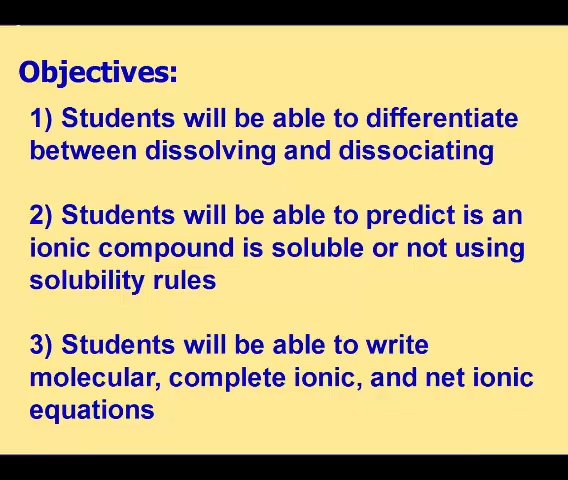 Objectives:
1) Students will be able to differentiate
between dissolving and dissociating
2) Students will be able to predict is an
ionic compound is soluble or not using
solubility rules
3) Students will be able to write
molecular, complete ionic, and net ionic
equations